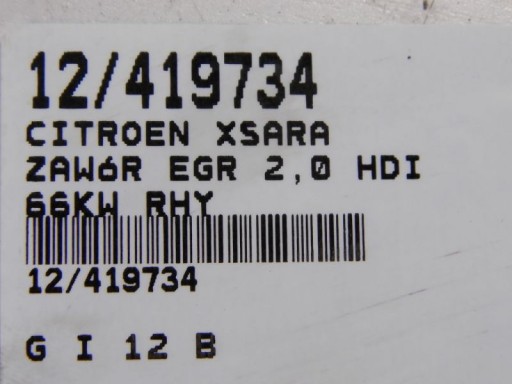 12/419734
CITROEN XSARA
ZAWóR EGR 2,0 HDI
66KW RHY
12/419734
G I 12 B